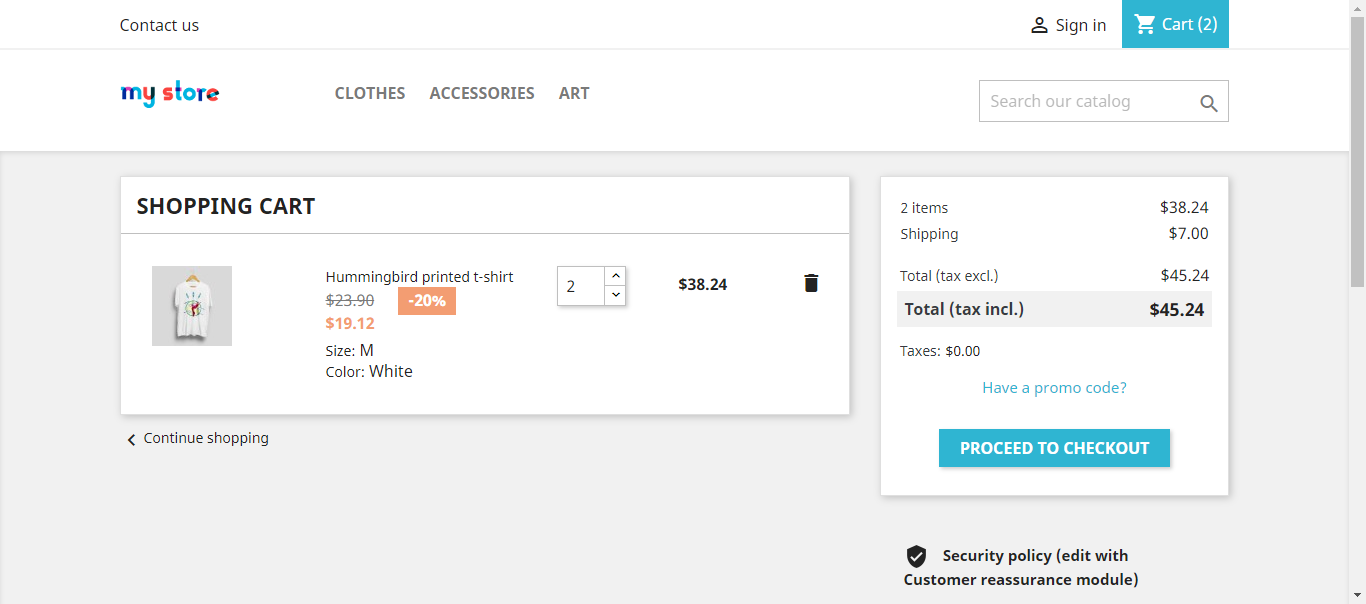 Contact us
Sign in
Cart (2)
my store
CLOTHES ACCESSORIES ART
Search our catalog
SHOPPING CART
Hummingbird printed t-shirt
$23.90 -20%
$19.12
Size: M
Color: White
2
$38.24
Continue shopping
2 items $38.24
Shipping $7.00
Total (tax excl.) $45.24
Total (tax incl.) $45.24
Taxes: $0.00
Have a promo code?
PROCEED TO CHECKOUT
Security policy (edit with
Customer reassurance module)